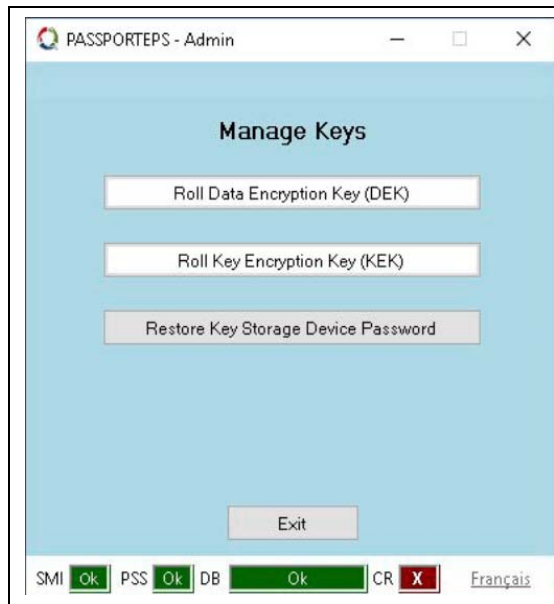 PASSPORTEPS - Admin
Manage Keys
Roll Data Encryption Key (DEK)
Roll Key Encryption Key (KEK)
Restore Key Storage Device Password
Exit
SMI Ok PSS Ok DB Ok CR X Français